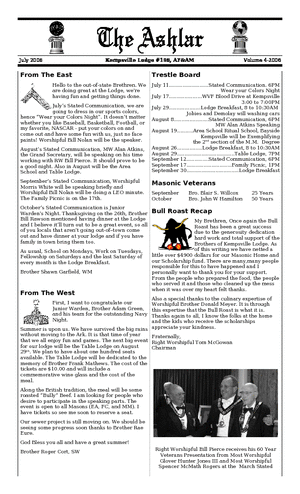 The Ashlar
July 2006
Kempsville Lodge #196, AF&AM
Volume 4-2006
From The East
Hello to the out-of-state Brethren. We
are doing great at the Lodge, we're
having fun and getting things done.
July's Stated Communication, we are
going to dress in our sports colors,
hence "Wear your Colors Night". It doesn't matter
whether you like Baseball, Basketball, Football, or
my favorite, NASCAR - put your colors on and
come out and have some fun with us, just no face
paints! Worshipful Bill Nolan will be the speaker.
August's Stated Communication, MW Alan Atkins,
the Grand Secretary, will be speaking on his time
working with RW Bill Pierce. It should prove to be
a good night. Also in August will be the Area
School and Table Lodge.
September's Stated Communication, Worshipful
Morris White will be speaking briefly and
Worshipful Bill Nolan will be doing a LEO minute.
The Family Picnic is on the 17th.
October's Stated Communication is Junior
Warden's Night. Thanksgiving on the 26th, Brother
Bill Rawson mentioned having dinner at the Lodge
and I believe it'll turn out to be a great event, so all
of you locals that aren't going out-of-town come
out and have dinner at your lodge and/or we have
family in town bring them too.
As usual, School on Mondays, Work on Tuesdays,
Fellowship on Saturdays and the last Saturday of
every month is the Lodge Breakfast.
Brother Shawn Garfield, WM
From The West
First, I want to congratulate our
Junior Warden, Brother Adam Green,
and his team for the outstanding Navy
Night.
Summer is upon us. We have survived the big rains
without moving to the Ark. It is that time of year
that we all enjoy fun and games. The next big event
for our lodge will be the Table Lodge on August
29th. We plan to have about one hundred seats
available. The Table Lodge will be dedicated to the
memory of Brother Frank Mathews. The cost of the
tickets are $10.00 and will include a
commemorative wine glass and the cost of the
meal.
Along the British tradition, the meal will be some
roasted "Bully" Beef. I am looking for people who
desire to participate in the speaking parts. The
event is open to all Masons (EA, FC, and MM). I
have tickets so see me soon to reserve a seat.
Our sewer project is still moving on. We should be
seeing some progress soon thanks to Brother Ras
Eure.
God Bless you all and have a great summer!
Brother Roger Cort, SW
Trestle Board
July 11 Stated Communication, 6PM
Wear your Colors Night
July 17 WVF Blood Drive at Kempsville
3:00 to 7:00PM
July 29 Lodge Breakfast, 8 to 10:30AM
Jobies and Demolay will washing cars
August 8 Stated Communication, 6PM
MW Alan Atkins Speaking
August 19 Area School Ritual School, Bayside
Kempsville will be Exemplifying
the 2nd section of the M.M. Degree
August 26 Lodge Breakfast, 8 to 10:30AM
August 29 Table Lodge, 7PM
September 12 Stated Communication, 6PM
September 17 Family Picnic, 1PM
September 30 Lodge Breakfast
Masonic Veterans
September Bro. Blair S. Willcox 25 Years
October Bro. John W Hamilton 50 Years
Bull Roast Recap
My Brethren, Once again the Bull
Roast has been a great success
due to the generosity, dedication
hard work and total support of the
Brothers of Kempsville Lodge. As
of this writing we have netted a
little over $4900 dollars for our Masonic Home and
our Scholarship fund. There are many many people
responsible for this to have happened and I
personally want to thank you for your support.
From the people who prepared the food, the people
who served it and those who cleared up the mess
when it was over my heart felt thanks.
Also a special thanks to the culinary expertise of
Worshipful Brother Donald Moyer. It is through
this expertise that the Bull Roast is what it is.
Thanks again to all, I know the folks at the home
and the kids who receive the scholarships
appreciate your kindness.
Fraternally,
Right Worshipful Tom McGowan
Chairman
Right Worshipful Bill Pierce receives his 60 Year
Veterans Presentation from Most Worshipful
Glover Hunter Jones III and Most Worshipful
Spencer McMath Rogers at the March Stated